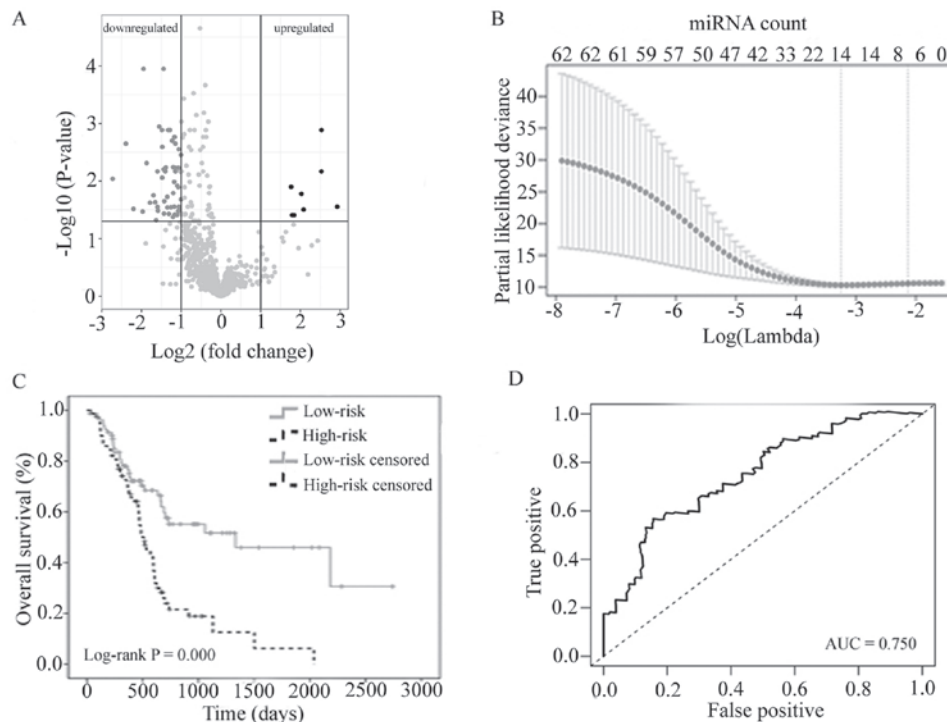 A
downregulated
upregulated
-Log10 (P-value)
4
3
2
1
0
-3 -2 -1 0 1 2 3
Log2 (fold change)
B
miRNA count
62 62 61 59 57 50 47 42 33 22 14 14 8 6 0
Partial likelihood deviance
40
35
30
25
20
15
10
-8 -7 -6 -5 -4 -3 -2
Log(Lambda)
C
Overall survival (%)
1.0
0.8
0.6
0.4
0.2
0.0
Low-risk
High-risk
Low-risk censored
High-risk censored
Log-rank P = 0.000
0 500 1000 1500 2000 2500 3000
Time (days)
D
True positive
1.0
0.8
0.6
0.4
0.2
0.0
AUC = 0.750
0.0 0.2 0.4 0.6 0.8 1.0
False positive